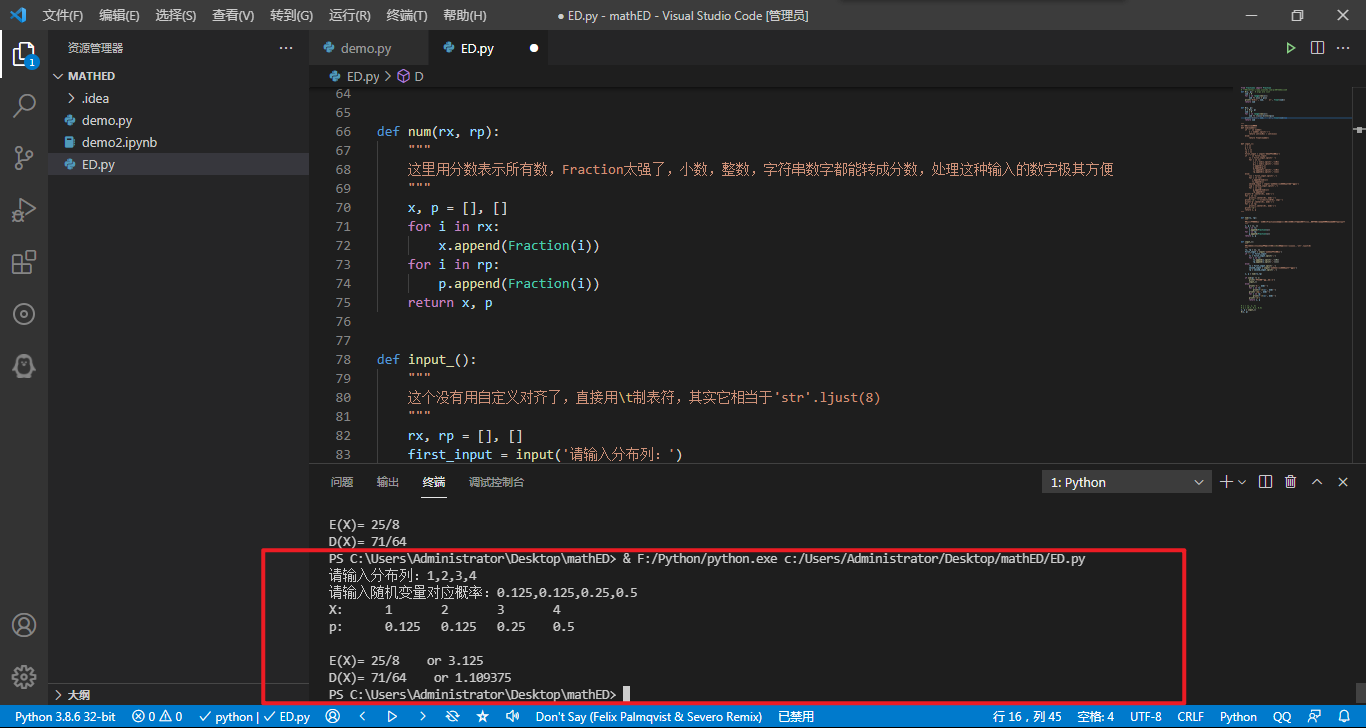 文件(F) 编辑(E) 选择(S) 查看(V) 转到(G) 运行(R) 终端(T) 帮助(H) ● ED.py - mathED - Visual Studio Code [管理员]
资源管理器 ···
MATHED
.idea
demo.py
demo2.ipynb
ED.py
大纲
1
demo.py ED.py
ED.py > D
64
65
66 def num(rx, rp):
67 """
68 这里用分数表示所有数，Fraction太强了，小数，整数，字符串数字都能转成分数，处理这种输入的数字极其方便
69 """
70 x, p = [], []
71 for i in rx:
72 x.append(Fraction(i))
73 for i in rp:
74 p.append(Fraction(i))
75 return x, p
76
77
78 def input_():
79 """
80 这个没有用自定义对齐了，直接用\t制表符，其实它相当于'str'.ljust(8)
81 """
82 rx, rp = [], []
83 first_input = input('请输入分布列：')
问题 输出 终端 调试控制台 1: Python
E(X)= 25/8
D(X)= 71/64
PS C:\Users\Administrator\Desktop\mathED> & F:/Python/python.exe c:/Users/Administrator/Desktop/mathED/ED.py
请输入分布列：1,2,3,4
请输入随机变量对应概率：0.125,0.125,0.25,0.5
X: 1 2 3 4
p: 0.125 0.125 0.25 0.5
E(X)= 25/8 or 3.125
D(X)= 71/64 or 1.109375
PS C:\Users\Administrator\Desktop\mathED>
Python 3.8.6 32-bit 0 0 python | ED.py Don't Say (Felix Palmqvist & Severo Remix) 已禁用 行 16，列 45 空格: 4 UTF-8 CRLF Python QQ